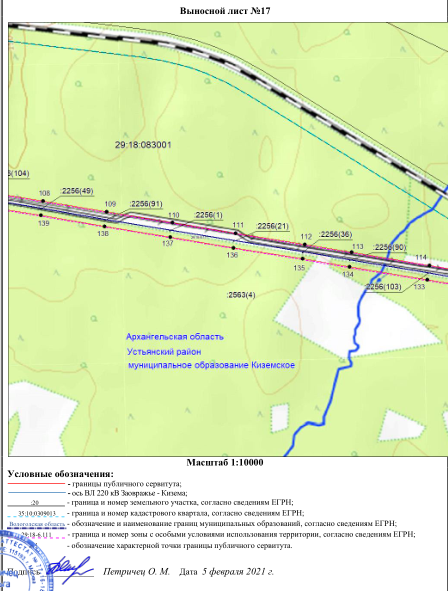 Выносной лист №17
29:18:083001
6(104)
108
:2256(49)
109
:2256(91)
110
:2256(1)
111
:2256(21)
112
:2256(36)
113
:2256(90)
114
139
138
137
136
135
134
:2256(103)
133
:2563(4)
Архангельская область
Устьянский район
муниципальное образование Киземское
Масштаб 1:10000
Условные обозначения:
- границы публичного сервитута;
- ось ВЛ 220 кВ Заовражье - Кизема;
:20 - граница и номер земельного участка, согласно сведениям ЕГРН;
35:10:0309013 - граница и номер кадастрового квартала, согласно сведениям ЕГРН;
Вологодская область - обозначение и наименование границ муниципальных образований, согласно сведениям ЕГРН;
- граница и номер зоны с особыми условиями использования территории, согласно сведениям ЕГРН;
- обозначение характерной точки границы публичного сервитута.
Подпись Петричец О. М. Дата 5 февраля 2021 г.